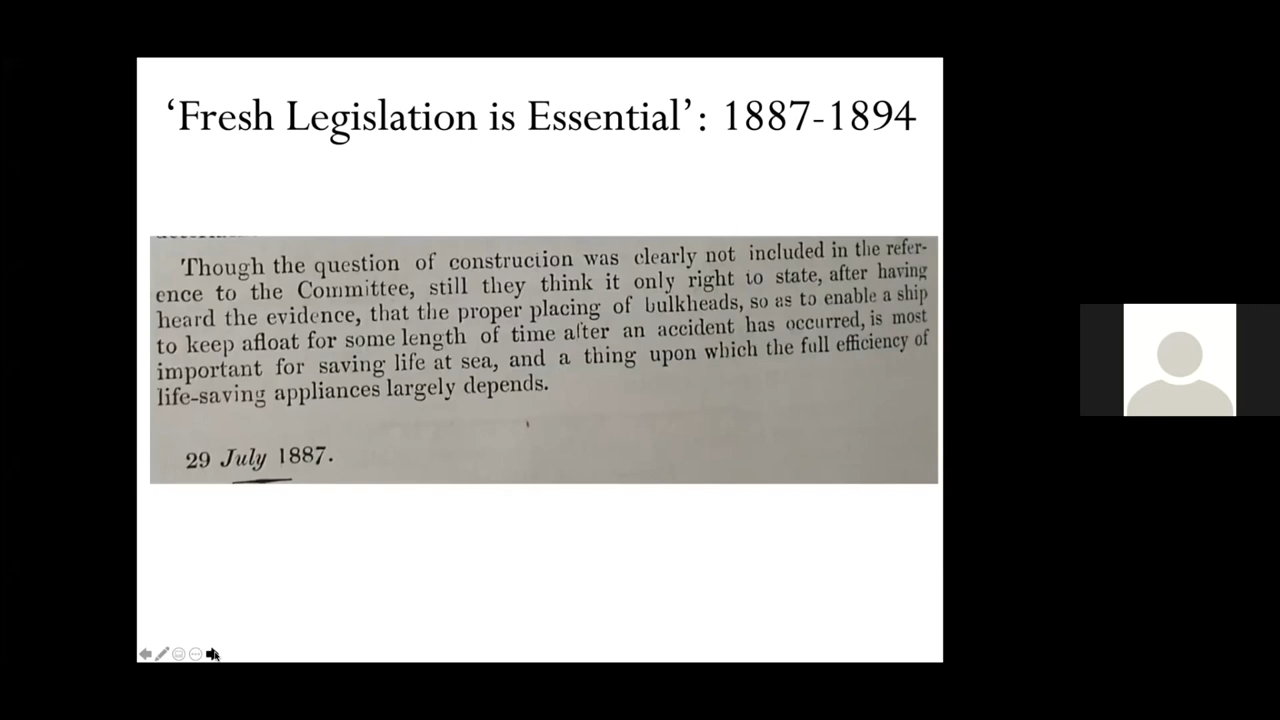 ‘Fresh Legislation is Essential’: 1887-1894
Though the question of construction was clearly not included in the refer-
ence to the Committee, still they think it only right to state, after having
heard the evidence, that the proper placing of bulkheads, so as to enable a ship
to keep afloat for some length of time after an accident has occurred, is most
important for saving life at sea, and a thing upon which the full efficiency of
life-saving appliances largely depends.
29 July 1887.